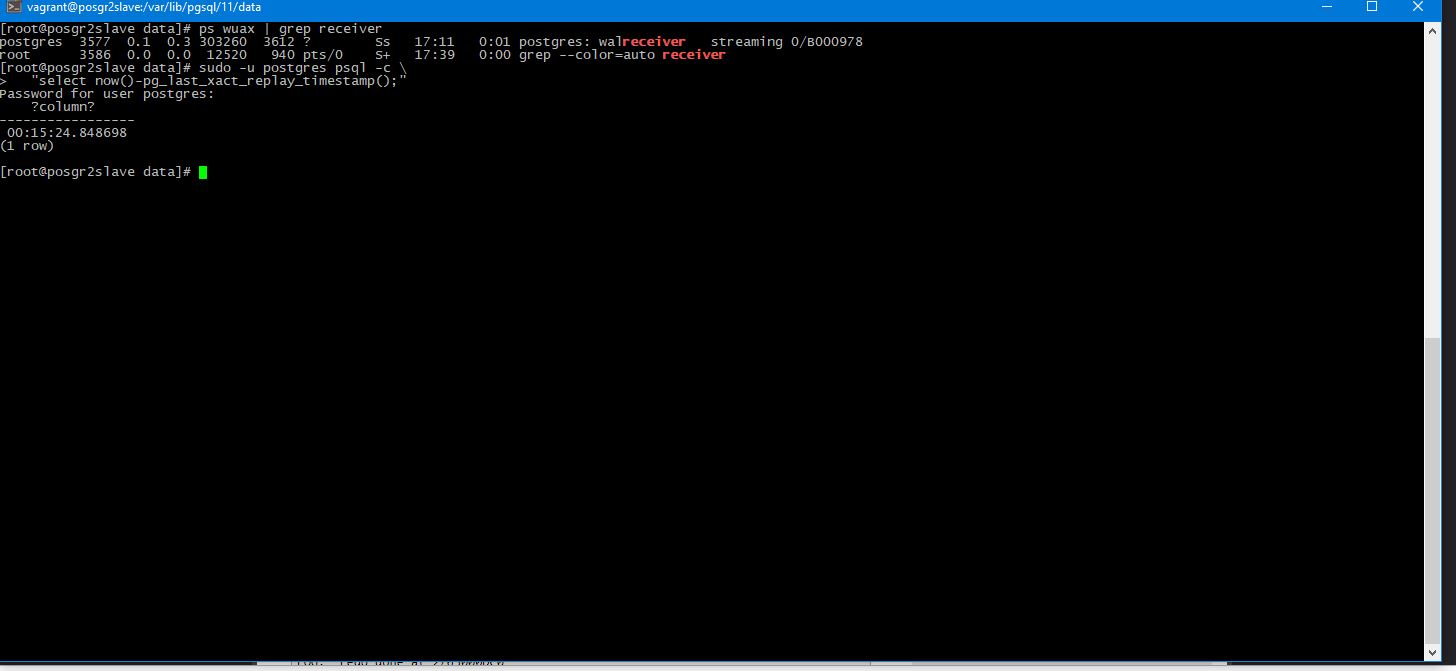 vagrant@posgr2slave:/var/lib/pgsql/11/data
[root@posgr2slave data]# ps wuax | grep receiver
postgres  3577  0.1  0.3 303260  3612 ?        Ss   17:11   0:01 postgres: walreceiver   streaming 0/B000978
root      3586  0.0  0.0  12520   940 pts/0    S+   17:39   0:00 grep --color=auto receiver
[root@posgr2slave data]# sudo -u postgres psql -c \
>   "select now()-pg_last_xact_replay_timestamp();"
Password for user postgres:
    ?column?
-----------------
 00:15:24.848698
(1 row)
[root@posgr2slave data]#